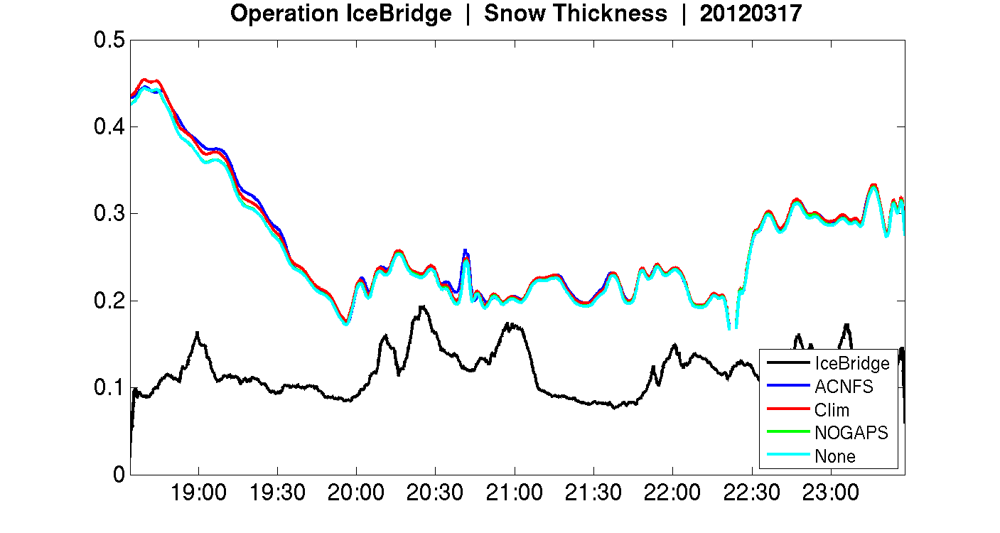 Operation IceBridge | Snow Thickness | 20120317
0.5
0.4
0.3
0.2
0.1
0
IceBridge
ACNFS
Clim
NOGAPS
None
19:00 19:30 20:00 20:30 21:00 21:30 22:00 22:30 23:00